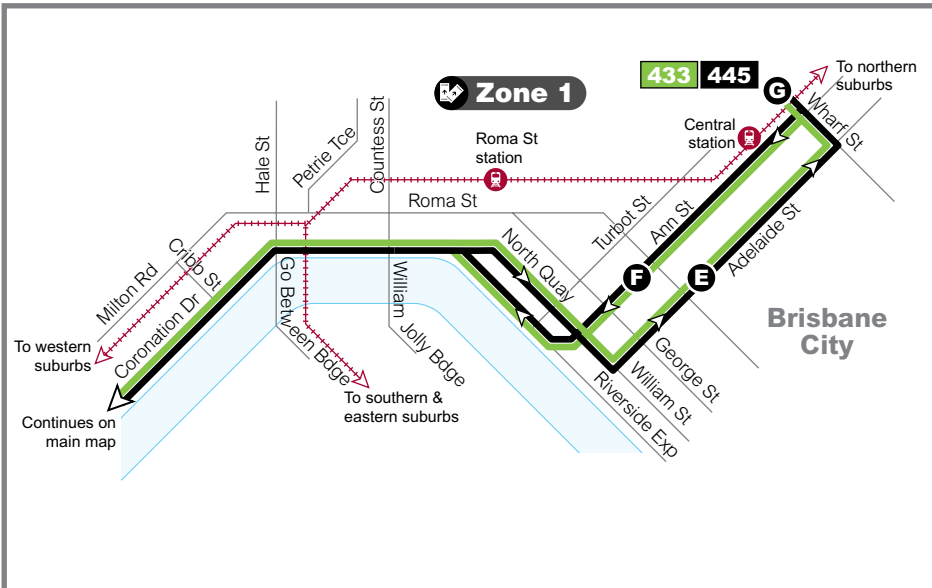 433 445
To northern
suburbs
G
Wharf St
Zone 1
Central
station
Roma St
station
Hale St
Petrie Tce
Countess St
Roma St
Turbot St
Ann St
Adelaide St
Milton Rd
Cribb St
Coronation Dr
North Quay
F
E
Go Between Bdge
William
Jolly Bdge
Brisbane
City
To western
suburbs
George St
William St
Riverside Exp
To southern &
eastern suburbs
Continues on
main map